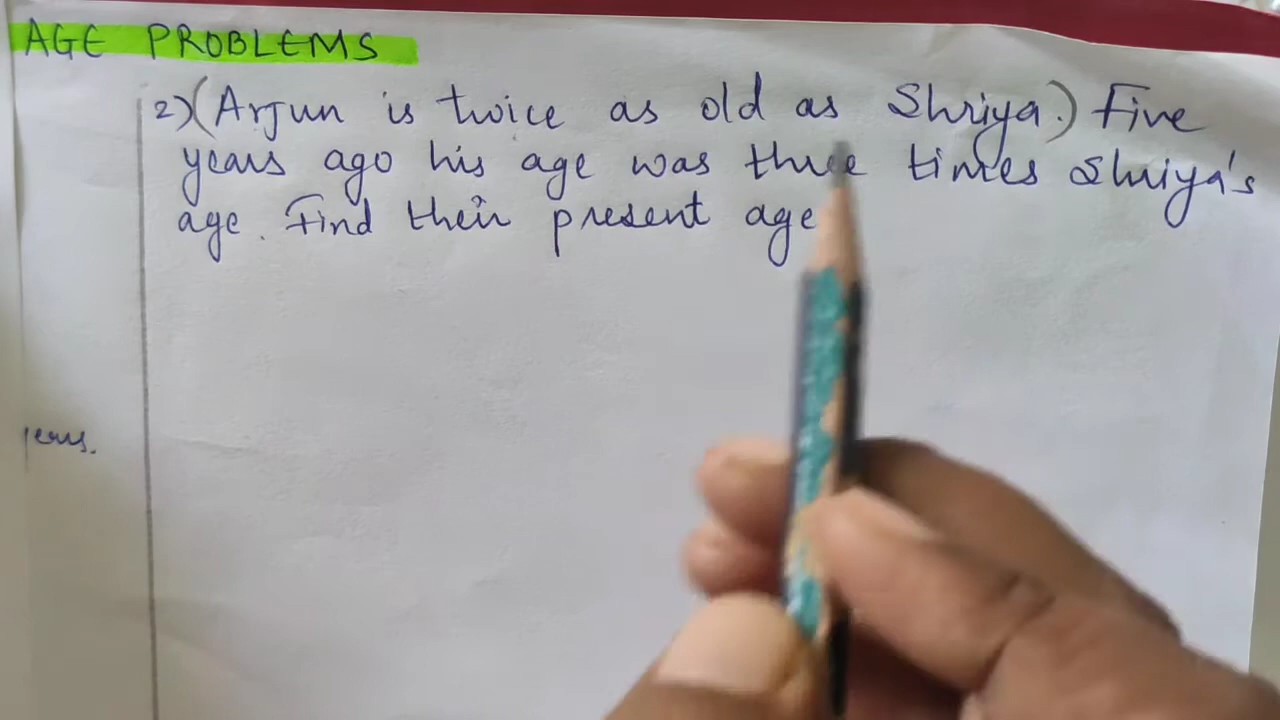 AGE PROBLEMS
2) (Arjun is twice as old as Shriya.) Five
years ago his age was three times Shriya's
age. Find their present age